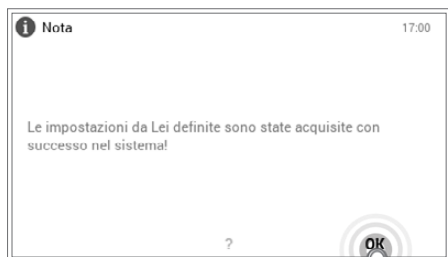 Nota
17:00
Le impostazioni da Lei definite sono state acquisite con
successo nel sistema!
?
OK